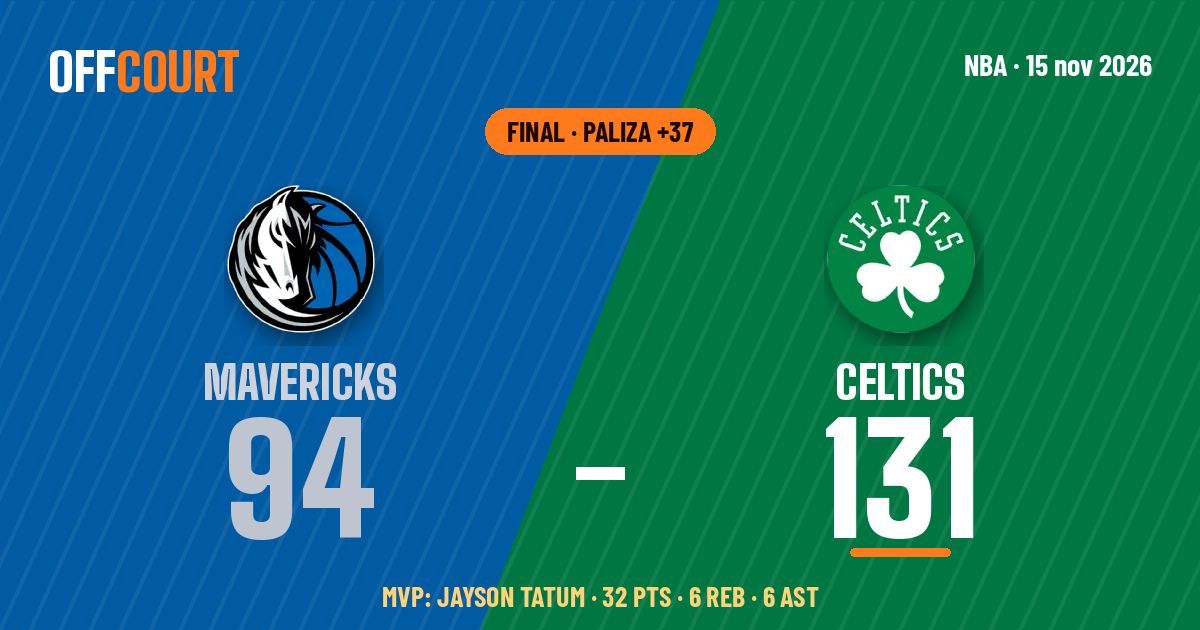 OFFCOURT
NBA · 15 nov 2026
FINAL · PALIZA +37
CELTICS
MAVERICKS
CELTICS
94
–
131
MVP: JAYSON TATUM · 32 PTS · 6 REB · 6 AST